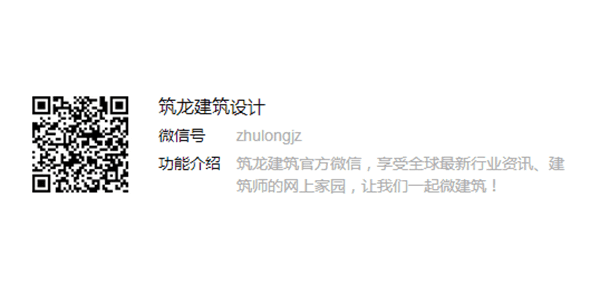 筑龙建筑设计
微信号 zhulongjz
功能介绍 筑龙建筑官方微信，享受全球最新行业资讯、建
筑师的网上家园，让我们一起微建筑！